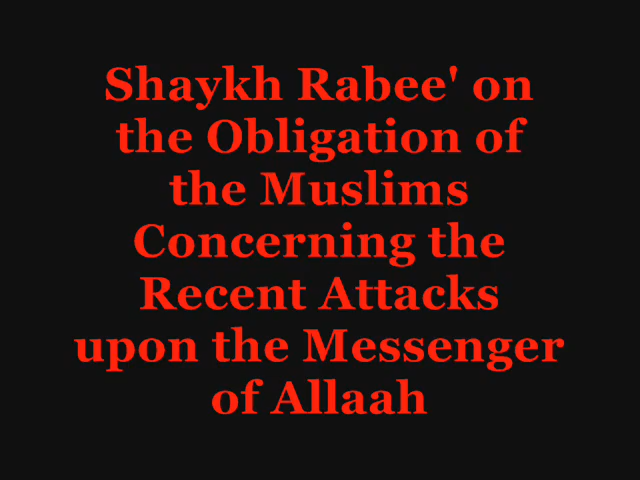 Shaykh Rabee' on
the Obligation of
the Muslims
Concerning the
Recent Attacks
upon the Messenger
of Allaah